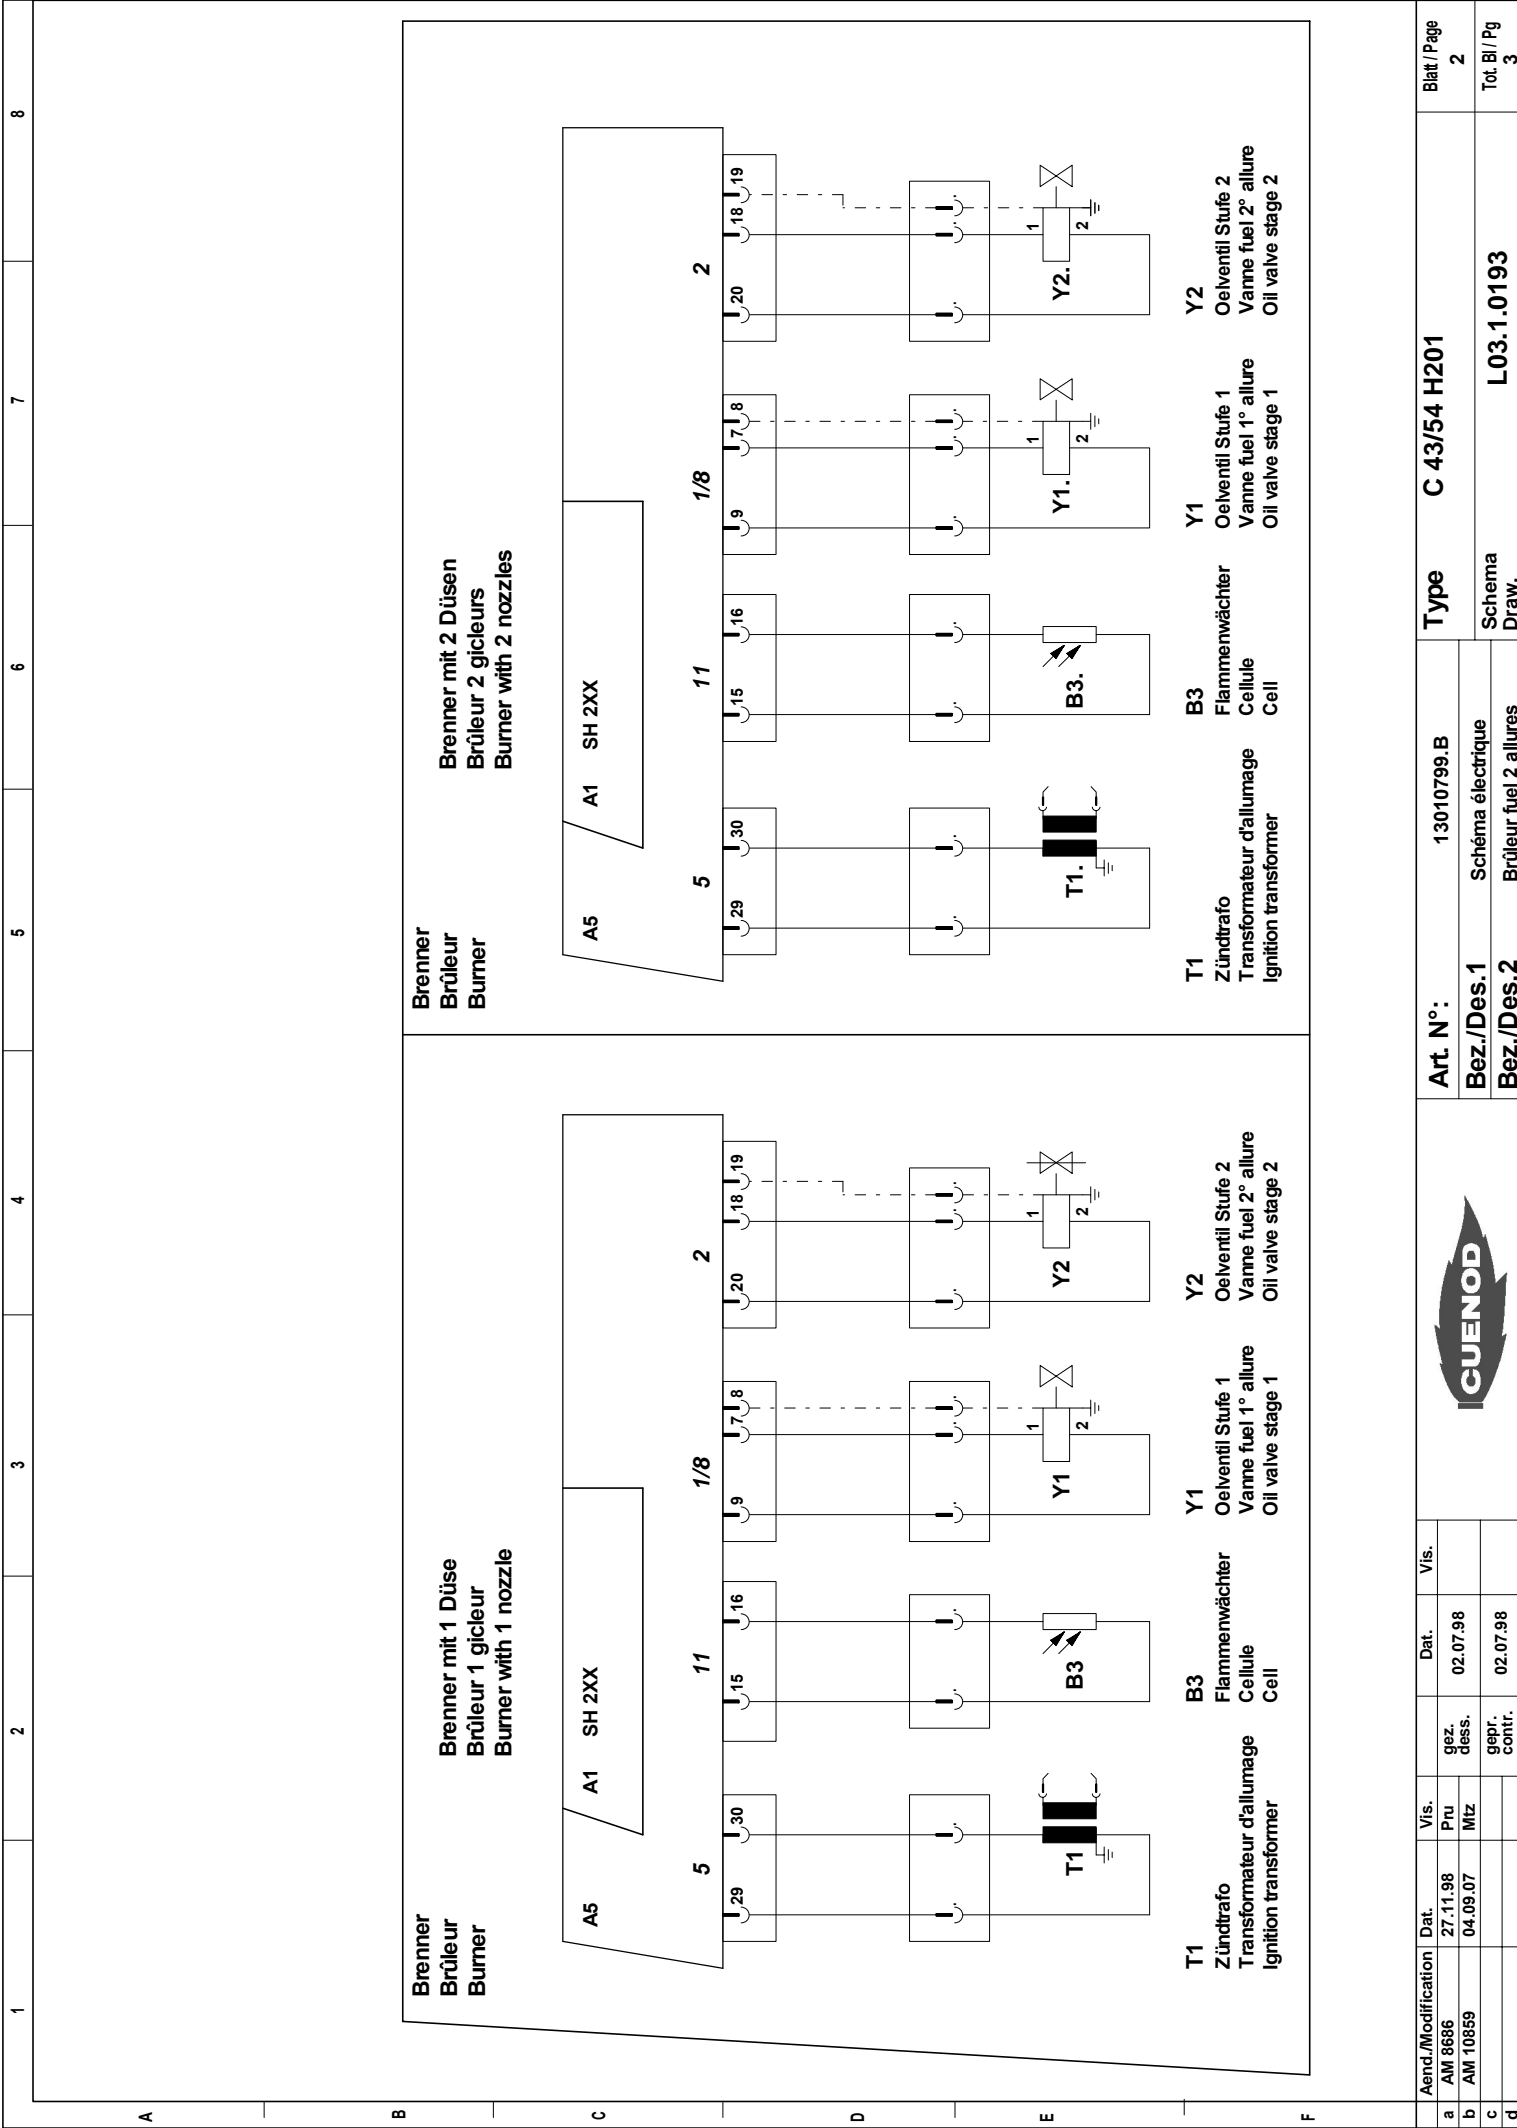 1 2 3 4 5 6 7 8
A
B
C
D
E
F
Brenner
Brûleur
Burner
Brenner mit 1 Düse
Brûleur 1 gicleur
Burner with 1 nozzle
A5
A1 SH 2XX
5 11 1/8 2
29 30 15 16 9 7 8 20 18 19
T1 B3 Y1 1 2 Y2 1 2
T1
Zündtrafo
Transformateur d'allumage
Ignition transformer
B3
Flammenwächter
Cellule
Cell
Y1
Oelventil Stufe 1
Vanne fuel 1° allure
Oil valve stage 1
Y2
Oelventil Stufe 2
Vanne fuel 2° allure
Oil valve stage 2
Brenner
Brûleur
Burner
Brenner mit 2 Düsen
Brûleur 2 gicleurs
Burner with 2 nozzles
A5
A1 SH 2XX
5 11 1/8 2
29 30 15 16 9 7 8 20 18 19
T1. B3. Y1. 1 2 Y2. 1 2
T1
Zündtrafo
Transformateur d'allumage
Ignition transformer
B3
Flammenwächter
Cellule
Cell
Y1
Oelventil Stufe 1
Vanne fuel 1° allure
Oil valve stage 1
Y2
Oelventil Stufe 2
Vanne fuel 2° allure
Oil valve stage 2
Aend./Modification Dat. Vis. Dat. Vis.
a AM 8686 27.11.98 Pru gez. dess. 02.07.98
b AM 10859 04.09.07 Mtz
c gepr. contr. 02.07.98
d
CUENOD
Art. N°: 13010799.B
Bez./Des.1 Schéma électrique
Bez./Des.2 Brûleur fuel 2 allures
Type C 43/54 H201
Schema
Draw. L03.1.0193
Blatt / Page
2
Tot. Bl / Pg
3